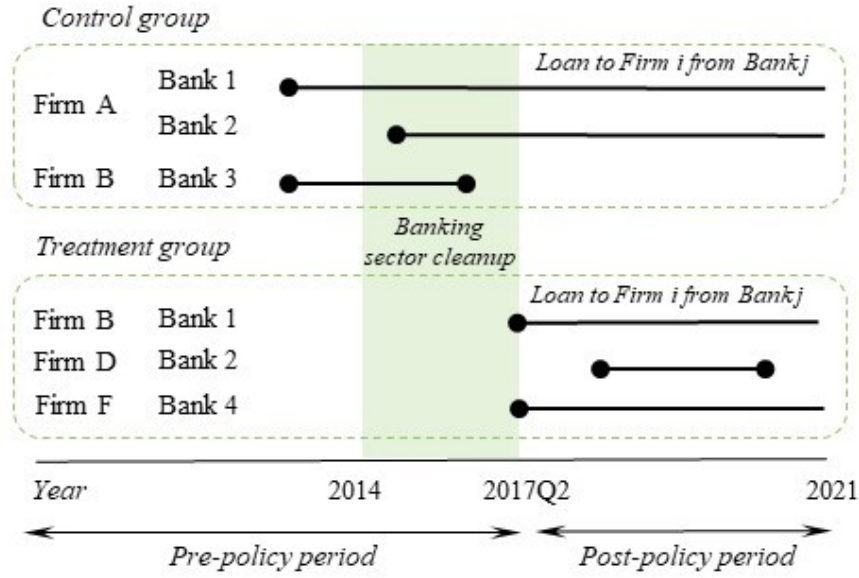 Control group
Loan to Firm i from Bank j
Firm A
Bank 1
Bank 2
Firm B Bank 3
Banking
sector cleanup
Treatment group
Loan to Firm i from Bank j
Firm B Bank 1
Firm D Bank 2
Firm F Bank 4
Year 2014 2017Q2 2021
Pre-policy period Post-policy period